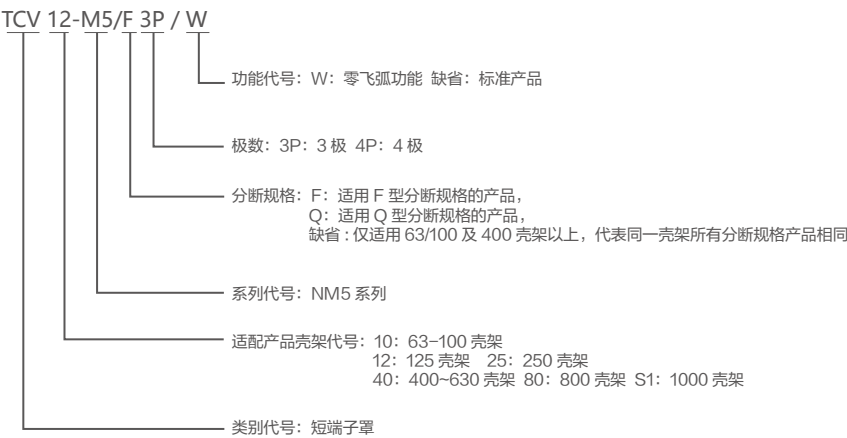 TCV 12-M5/F 3P / W
功能代号：W：零飞弧功能 缺省：标准产品
极数：3P：3 极 4P：4 极
分断规格：F：适用 F 型分断规格的产品，
Q：适用 Q 型分断规格的产品，
缺省 : 仅适用 63/100 及 400 壳架以上，代表同一壳架所有分断规格产品相同
系列代号：NM5 系列
适配产品壳架代号：10：63-100 壳架
12：125 壳架 25：250 壳架
40：400~630 壳架 80：800 壳架 S1：1000 壳架
类别代号：短端子罩